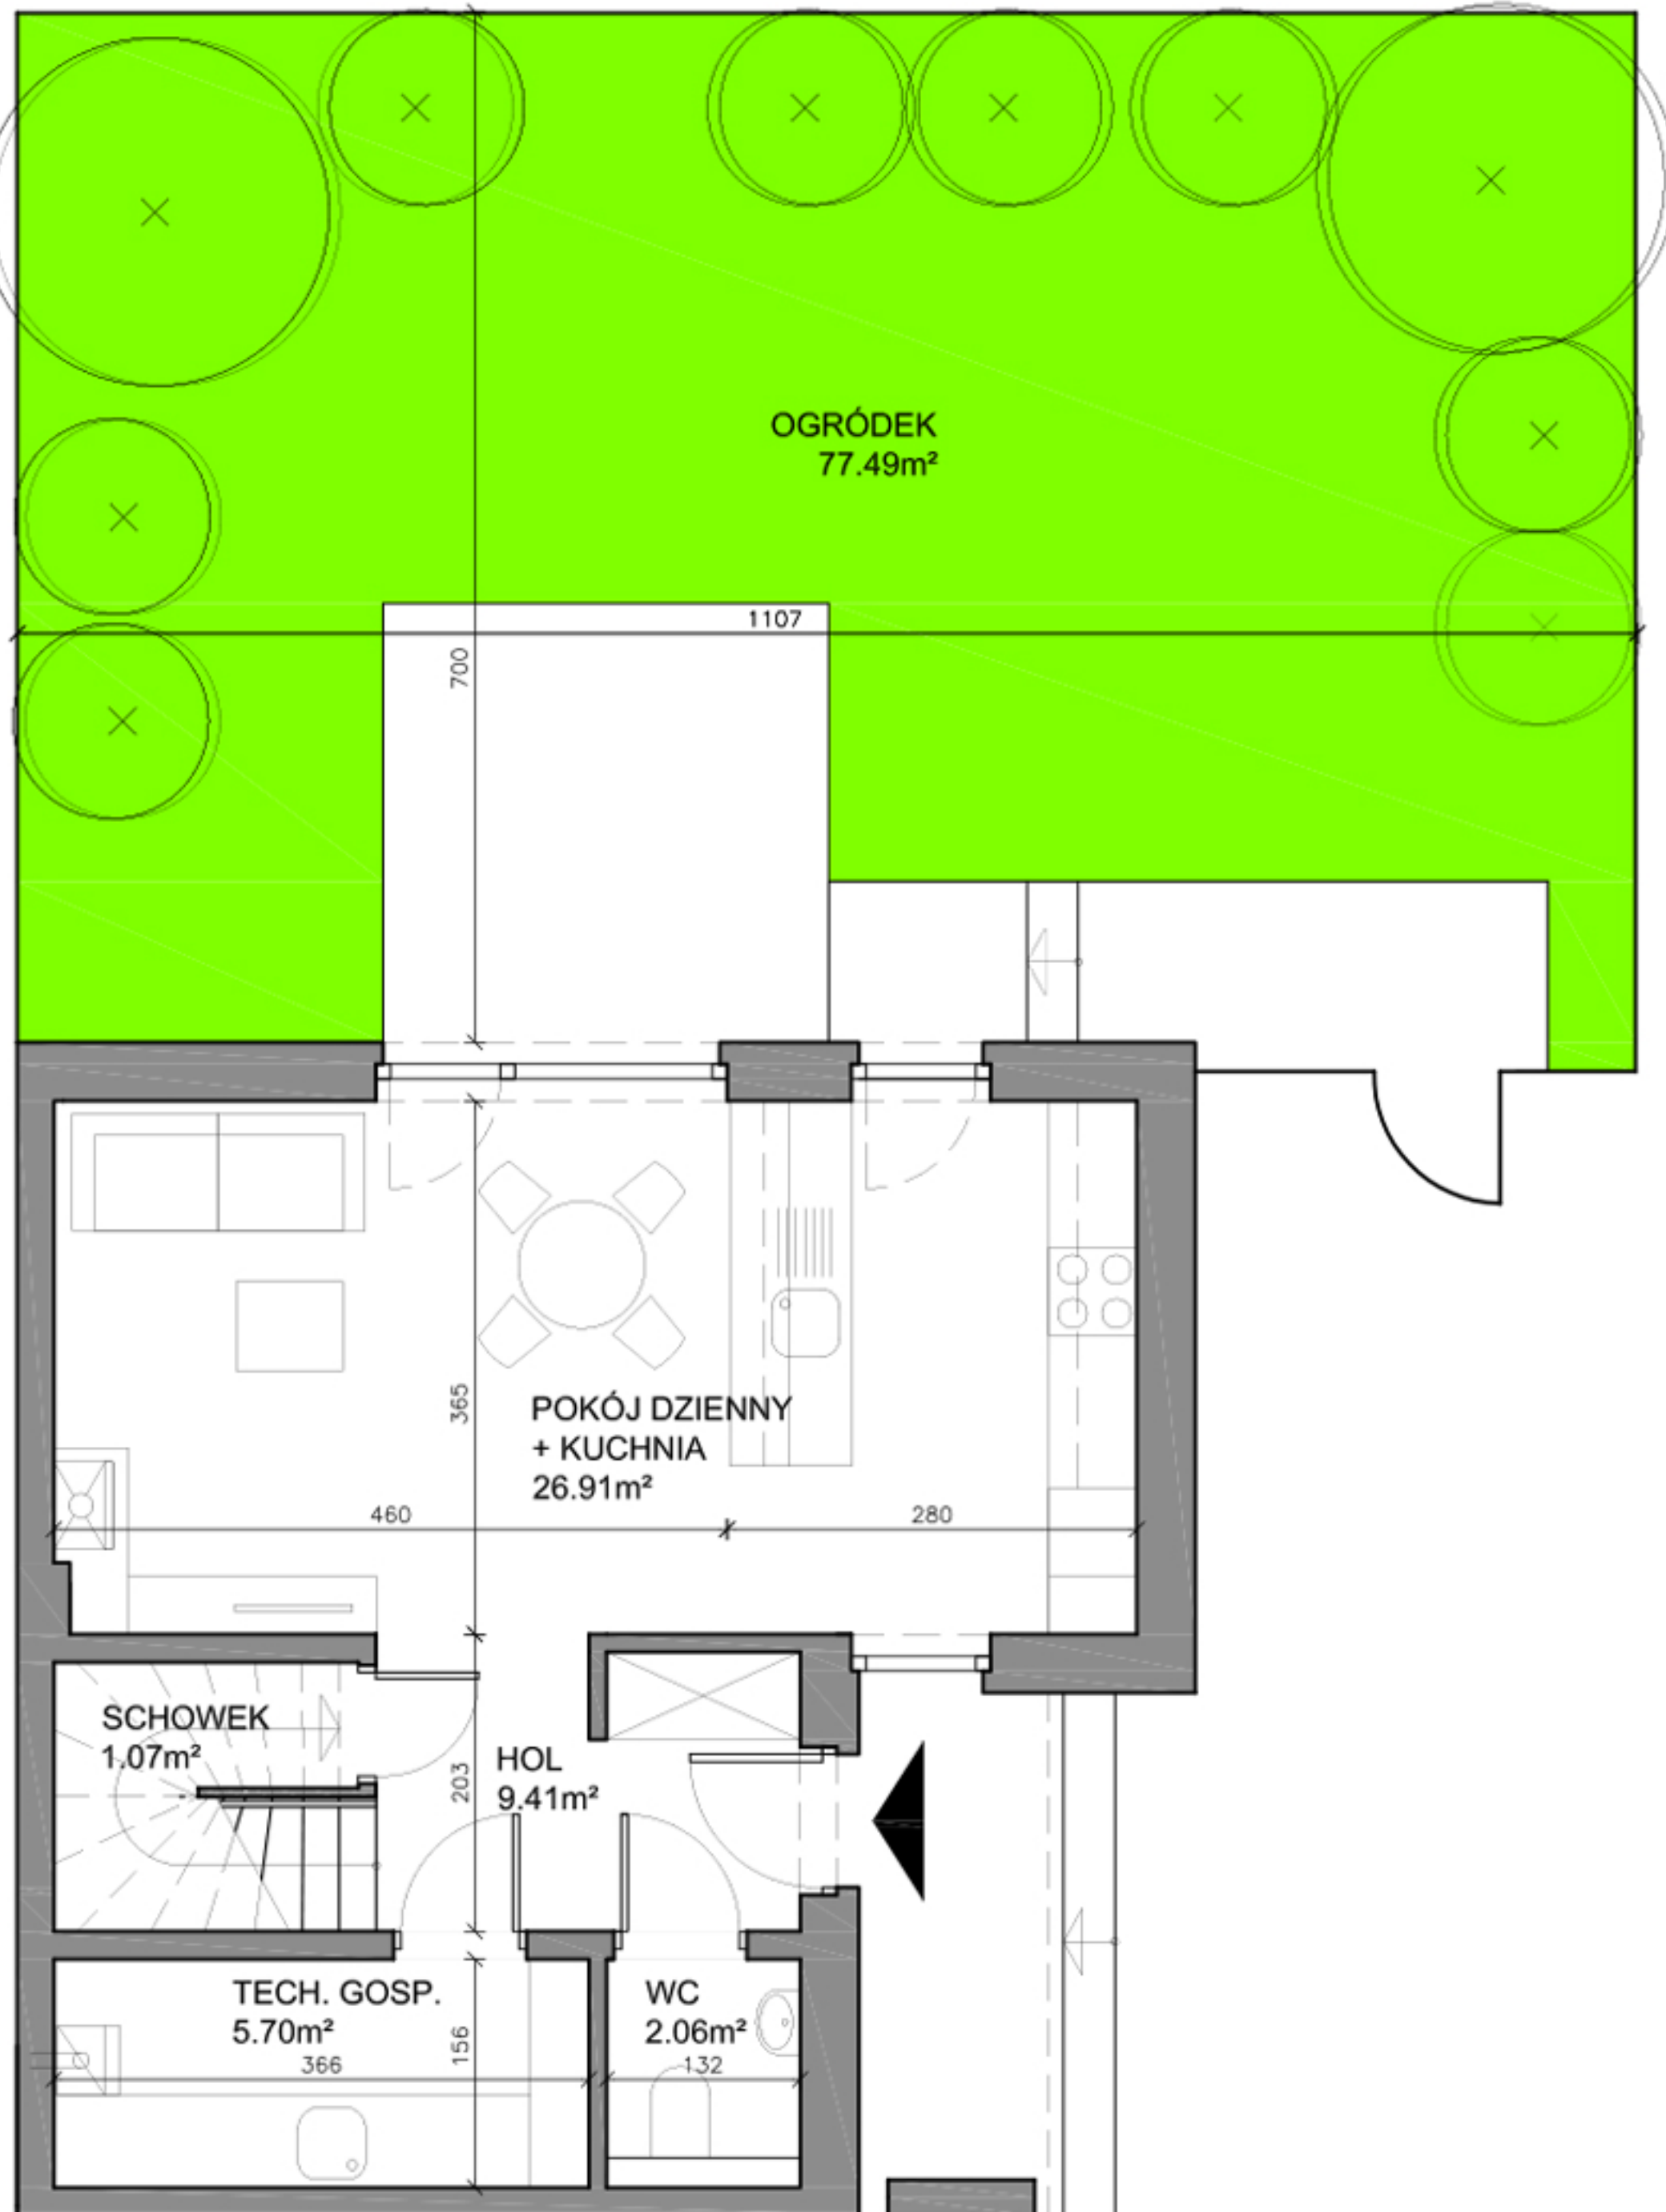 OGRÓDEK
77.49m²
1107
700
365
POKÓJ DZIENNY
+ KUCHNIA
26.91m²
460
280
SCHOWEK
1.07m²
HOL
9.41m²
203
TECH. GOSP.
5.70m²
366
156
WC
2.06m²
132